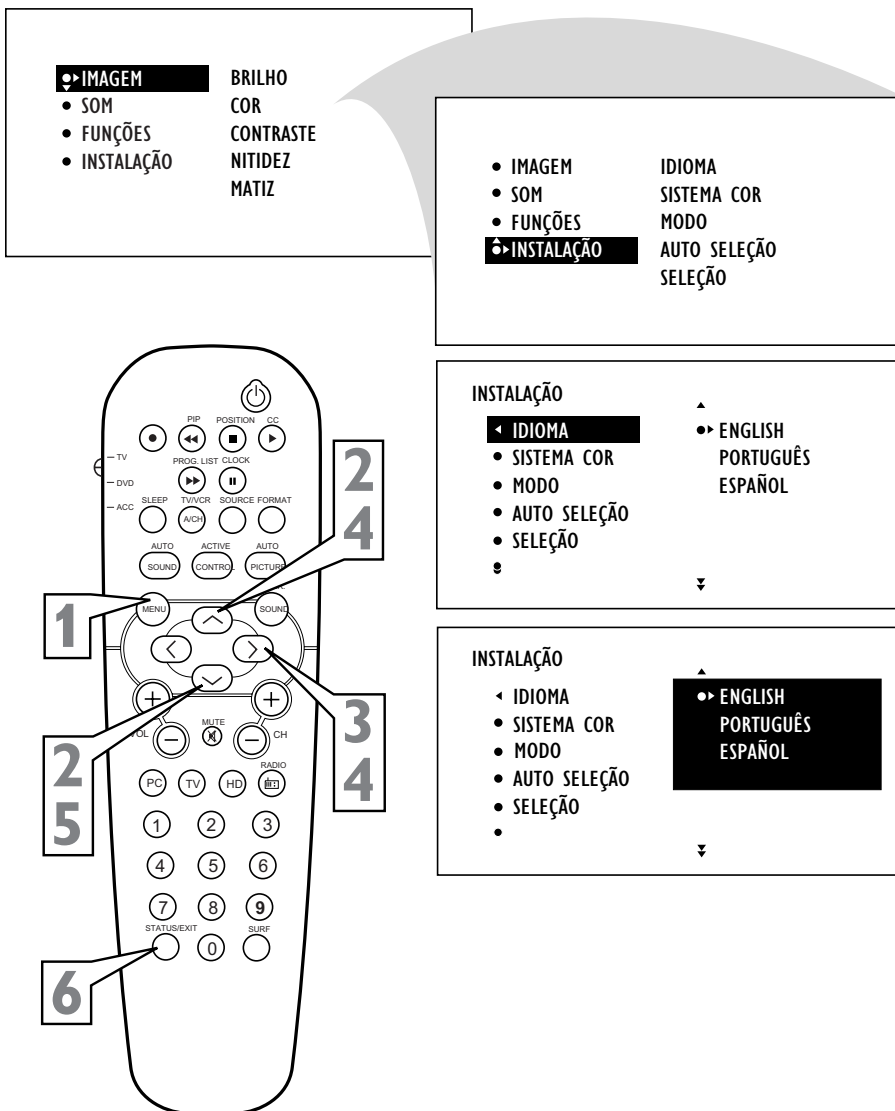 IMAGEM BRILHO
SOM COR
FUNÇÕES CONTRASTE
INSTALAÇÃO NITIDEZ
MATIZ
IMAGEM IDIOMA
SOM SISTEMA COR
FUNÇÕES MODO
INSTALAÇÃO AUTO SELEÇÃO
SELEÇÃO
INSTALAÇÃO
IDIOMA ENGLISH
SISTEMA COR PORTUGUÊS
MODO ESPAÑOL
AUTO SELEÇÃO
SELEÇÃO
INSTALAÇÃO
IDIOMA ENGLISH
SISTEMA COR PORTUGUÊS
MODO ESPAÑOL
AUTO SELEÇÃO
SELEÇÃO
PIP POSITION CC
TV
PROG. LIST CLOCK
DVD
ACC
SLEEP TV/VCR SOURCE FORMAT
A/CH
AUTO ACTIVE AUTO
SOUND CONTROL PICTURE
MENU SOUND
MUTE
VOL CH
RADIO
PC TV HD
1 2 3
4 5 6
7 8 9
STATUS/EXIT SURF
0
2
4
1
3
4
2
5
6